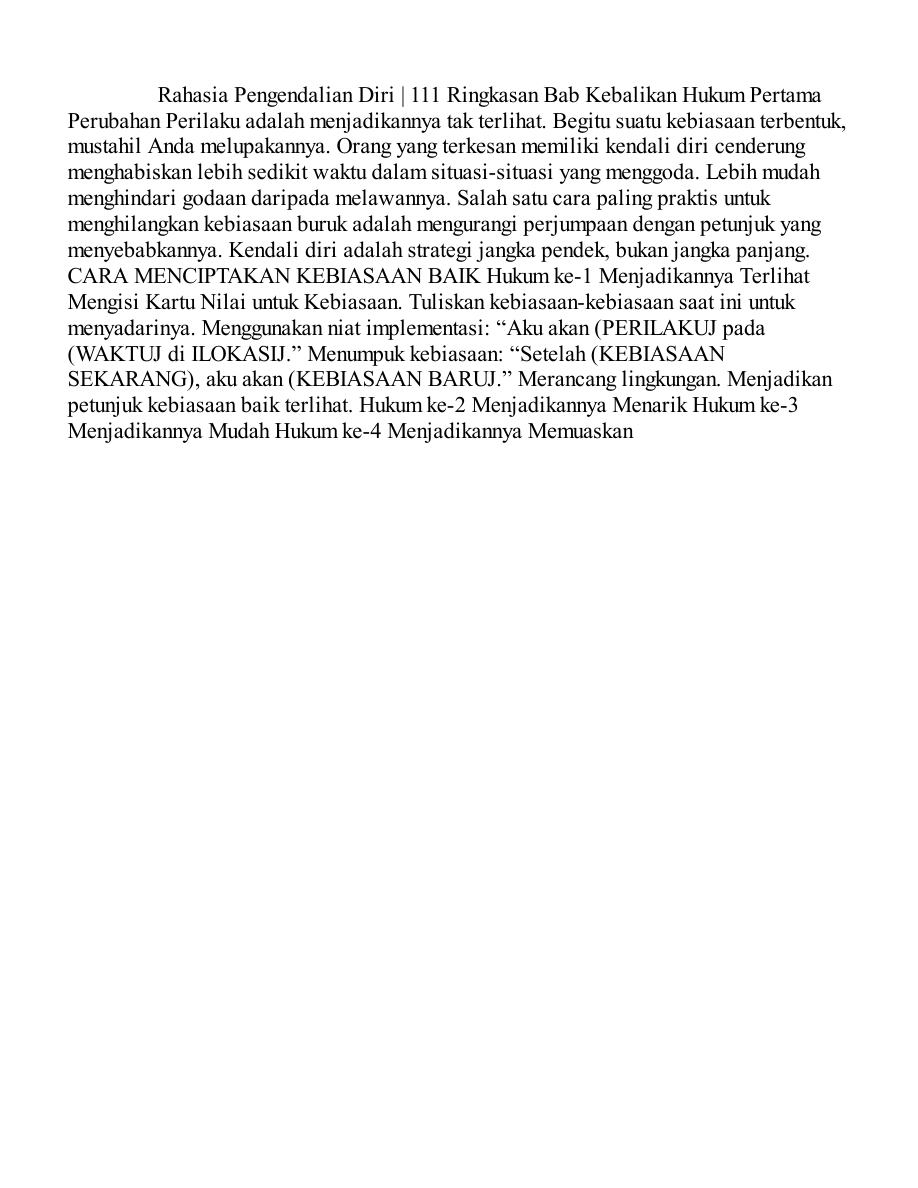 Rahasia Pengendalian Diri | 111 Ringkasan Bab Kebalikan Hukum Pertama
Perubahan Perilaku adalah menjadikannya tak terlihat. Begitu suatu kebiasaan terbentuk,
mustahil Anda melupakannya. Orang yang terkesan memiliki kendali diri cenderung
menghabiskan lebih sedikit waktu dalam situasi-situasi yang menggoda. Lebih mudah
menghindari godaan daripada melawannya. Salah satu cara paling praktis untuk
menghilangkan kebiasaan buruk adalah mengurangi perjumpaan dengan petunjuk yang
menyebabkannya. Kendali diri adalah strategi jangka pendek, bukan jangka panjang.
CARA MENCIPTAKAN KEBIASAAN BAIK Hukum ke-1 Menjadikannya Terlihat
Mengisi Kartu Nilai untuk Kebiasaan. Tuliskan kebiasaan-kebiasaan saat ini untuk
menyadarinya. Menggunakan niat implementasi: “Aku akan (PERILAKUJ pada
(WAKTUJ di ILOKASIJ.” Menumpuk kebiasaan: “Setelah (KEBIASAAN
SEKARANG), aku akan (KEBIASAAN BARUJ.” Merancang lingkungan. Menjadikan
petunjuk kebiasaan baik terlihat. Hukum ke-2 Menjadikannya Menarik Hukum ke-3
Menjadikannya Mudah Hukum ke-4 Menjadikannya Memuaskan